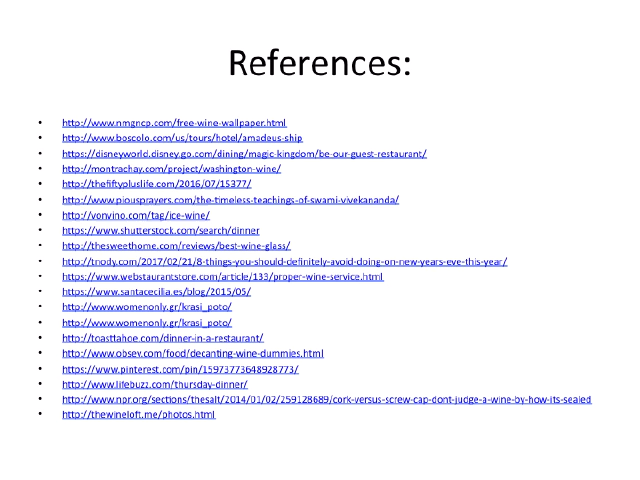 References:
• http://www.nmgncp.com/free-wine-wallpaper.html
• http://www.boscolo.com/us/tours/hotel/amadeus-ship
• https://disneyworld.disney.go.com/dining/magic-kingdom/be-our-guest-restaurant/
• http://montrachay.com/project/washington-wine/
• http://thefiftypluslife.com/2016/07/15377/
• http://www.piousprayers.com/the-timeless-teachings-of-swami-vivekananda/
• http://vonvino.com/tag/ice-wine/
• https://www.shutterstock.com/search/dinner
• http://thesweethome.com/reviews/best-wine-glass/
• http://tnody.com/2017/02/21/8-things-you-should-definitely-avoid-doing-on-new-years-eve-this-year/
• https://www.webstaurantstore.com/article/133/proper-wine-service.html
• https://www.santacecilia.es/blog/2015/05/
• http://www.womenonly.gr/krasi_poto/
• http://www.womenonly.gr/krasi_poto/
• http://toasttahoe.com/dinner-in-a-restaurant/
• http://www.obsev.com/food/decanting-wine-dummies.html
• https://www.pinterest.com/pin/15973773648928773/
• http://www.lifebuzz.com/thursday-dinner/
• http://www.npr.org/sections/thesalt/2014/01/02/259128689/cork-versus-screw-cap-dont-judge-a-wine-by-how-its-sealed
• http://thewineloft.me/photos.html